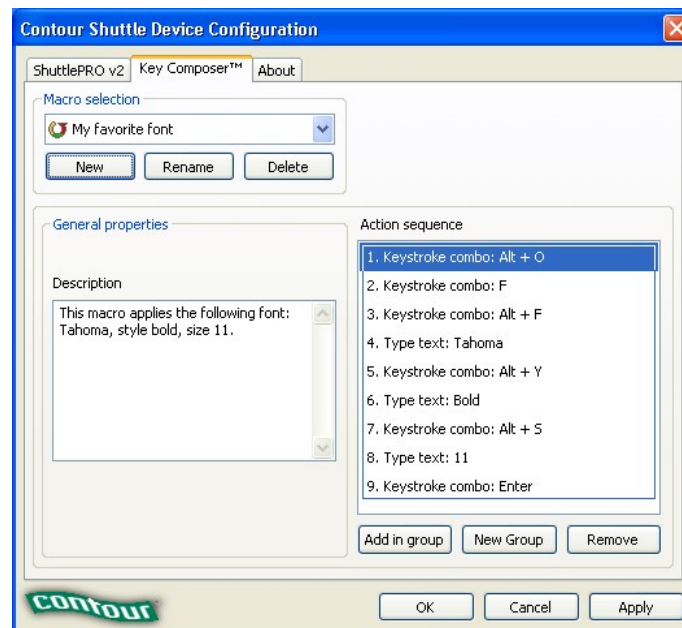 Contour Shuttle Device Configuration
ShuttlePRO v2 Key Composer™ About
Macro selection
My favorite font
New Rename Delete
General properties
Description
This macro applies the following font:
Tahoma, style bold, size 11.
Action sequence
1. Keystroke combo: Alt + O
2. Keystroke combo: F
3. Keystroke combo: Alt + F
4. Type text: Tahoma
5. Keystroke combo: Alt + Y
6. Type text: Bold
7. Keystroke combo: Alt + S
8. Type text: 11
9. Keystroke combo: Enter
Add in group New Group Remove
contour
OK Cancel Apply